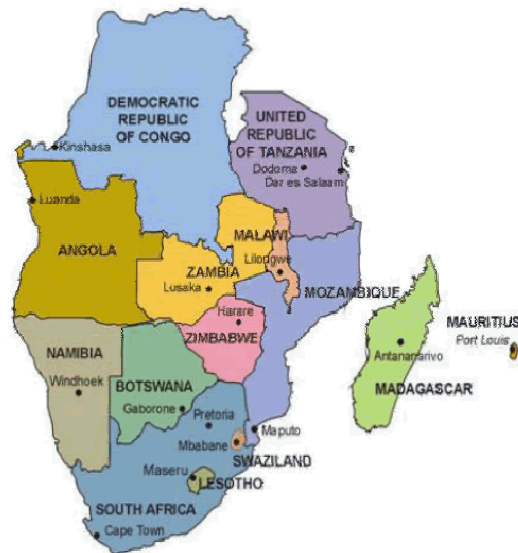 DEMOCRATIC
REPUBLIC
OF CONGO
Kinshasa
UNITED
REPUBLIC
OF TANZANIA
Dodoma
Dar es Salaam
Luanda
ANGOLA
MALAWI
Lilongwe
ZAMBIA
Lusaka
MOZAMBIQUE
Harare
ZIMBABWE
MAURITIUS
Port Louis
Antananarivo
MADAGASCAR
NAMIBIA
Windhoek
BOTSWANA
Gaborone
Pretoria
Maputo
Mbabane
SWAZILAND
Maseru
LESOTHO
SOUTH AFRICA
Cape Town